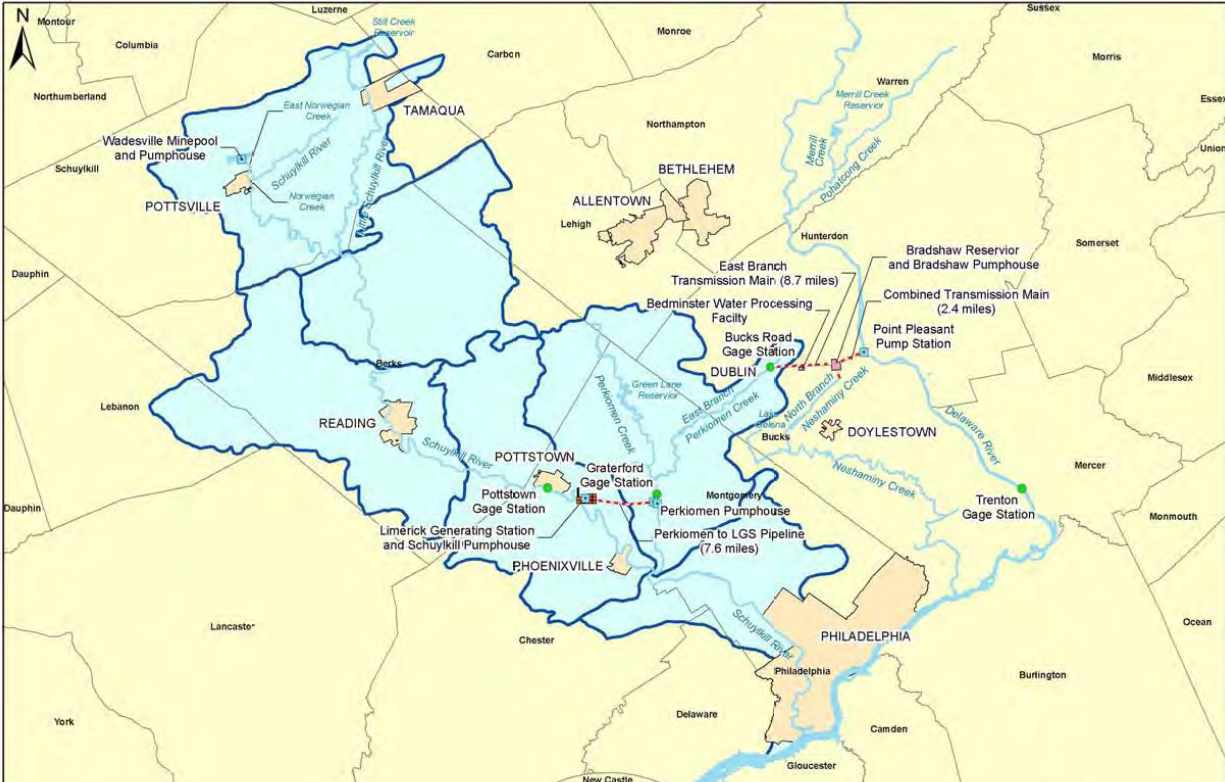 N
Montour
Luzerne
Columbia
Carbon
Monroe
Sussex
Morris
Essex
Union
Northumberland
Still Creek
Reservoir
East Norwegian
Creek
TAMAQUA
Wadesville Minepool
and Pumphouse
Schuylkill
Schuylkill River
Little Schuylkill River
Norwegian
Creek
POTTSVILLE
Northampton
BETHLEHEM
ALLENTOWN
Lehigh
Warren
Merrill Creek
Reservior
Merrill
Creek
Pohatcong Creek
Hunterdon
Somerset
Dauphin
East Branch
Transmission Main (8.7 miles)
Bradshaw Reservior
and Bradshaw Pumphouse
Bedminster Water Processing
Facilty
Combined Transmission Main
(2.4 miles)
Bucks Road
Gage Station
Point Pleasant
Pump Station
DUBLIN
Berks
Perkiomen Creek
Green Lane
Reservoir
East Branch
Perkiomen Creek
North Branch
Neshaminy Creek
Middlesex
Lebanon
READING
Lake
Galena
Bucks
DOYLESTOWN
Delaware River
Schuylkill River
POTTSTOWN
Graterford
Gage Station
Neshaminy Creek
Mercer
Pottstown
Gage Station
Montgomery
Perkiomen Pumphouse
Trenton
Gage Station
Dauphin
Monmouth
Limerick Generating Station
and Schuylkill Pumphouse
Perkiomen to LGS Pipeline
(7.6 miles)
PHOENIXVILLE
Lancaster
Chester
Schuylkill River
PHILADELPHIA
Philadelphia
Ocean
Burlington
York
Delaware
Camden
Gloucester
New Castle